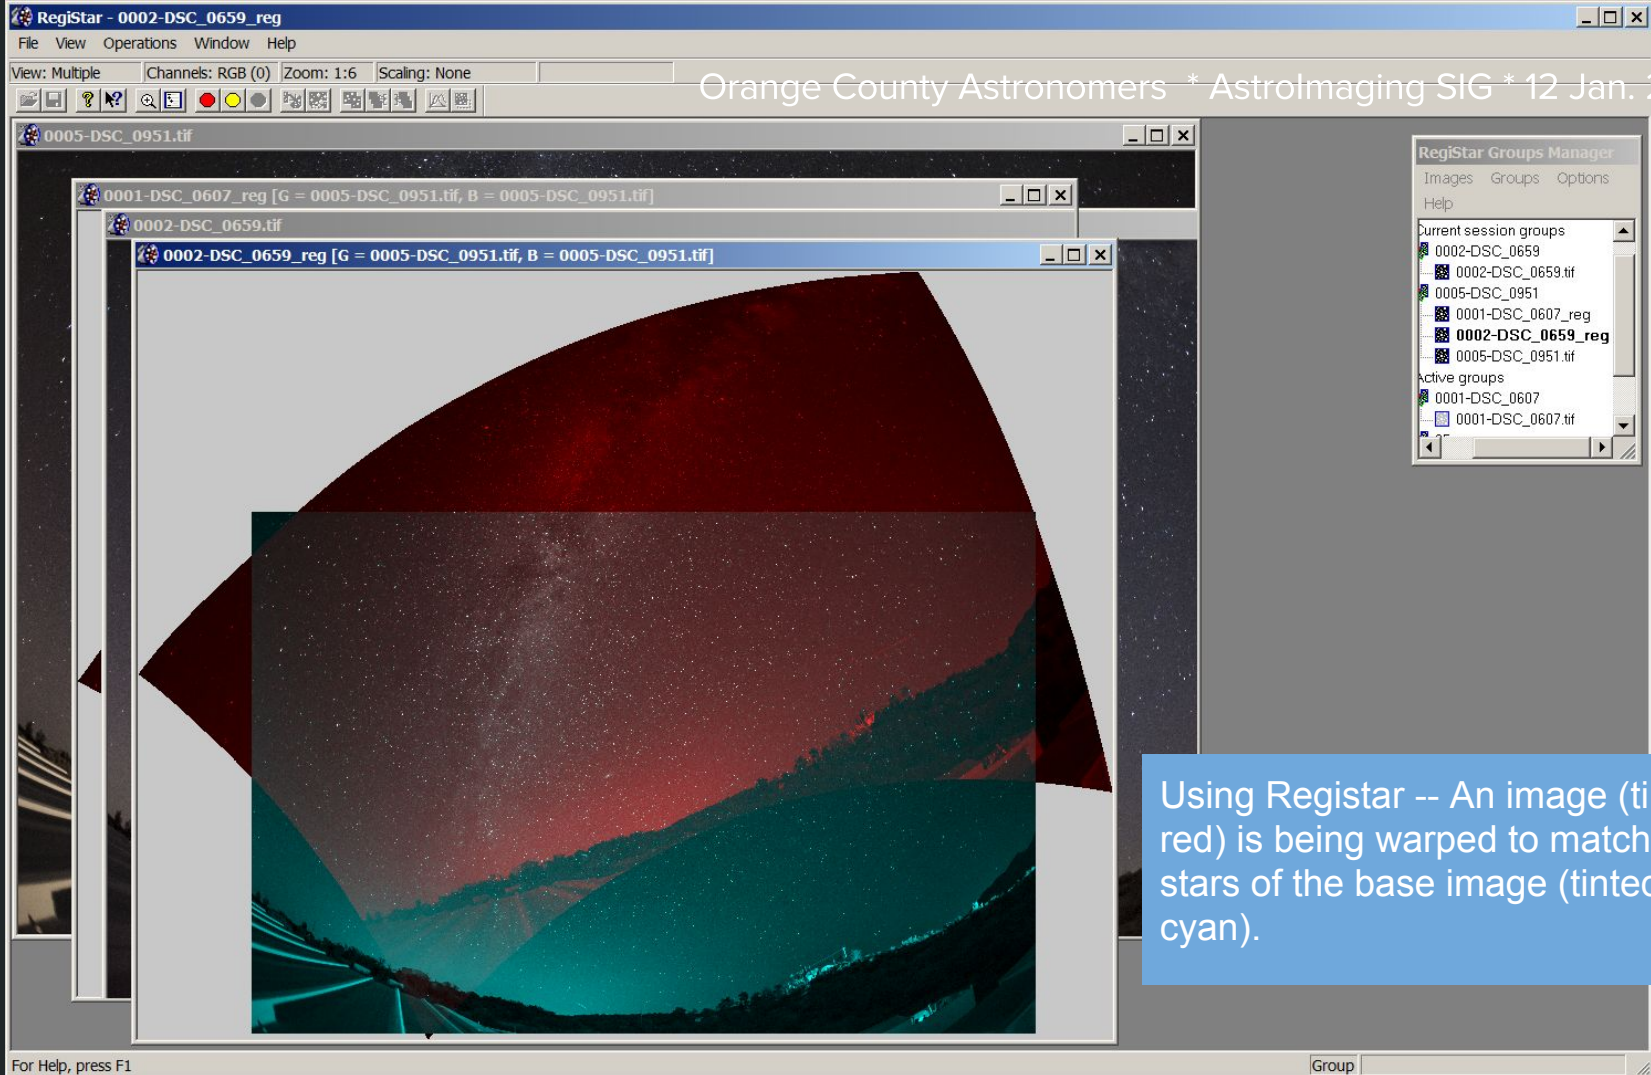 RegiStar - 0002-DSC_0659_reg
File View Operations Window Help
View: Multiple Channels: RGB (0) Zoom: 1:6 Scaling: None
Orange County Astronomers * AstroImaging SIG * 12 Jan.
0005-DSC_0951.tif
0001-DSC_0607_reg [G = 0005-DSC_0951.tif, B = 0005-DSC_0951.tif]
0002-DSC_0659.tif
0002-DSC_0659_reg [G = 0005-DSC_0951.tif, B = 0005-DSC_0951.tif]
RegiStar Groups Manager
Images Groups Options
Help
Current session groups
0002-DSC_0659
0002-DSC_0659.tif
0005-DSC_0951
0001-DSC_0607_reg
0002-DSC_0659_reg
0005-DSC_0951.tif
Active groups
0001-DSC_0607
0001-DSC_0607.tif
Using Registar -- An image (ti
red) is being warped to match
stars of the base image (tinted
cyan).
For Help, press F1
Group